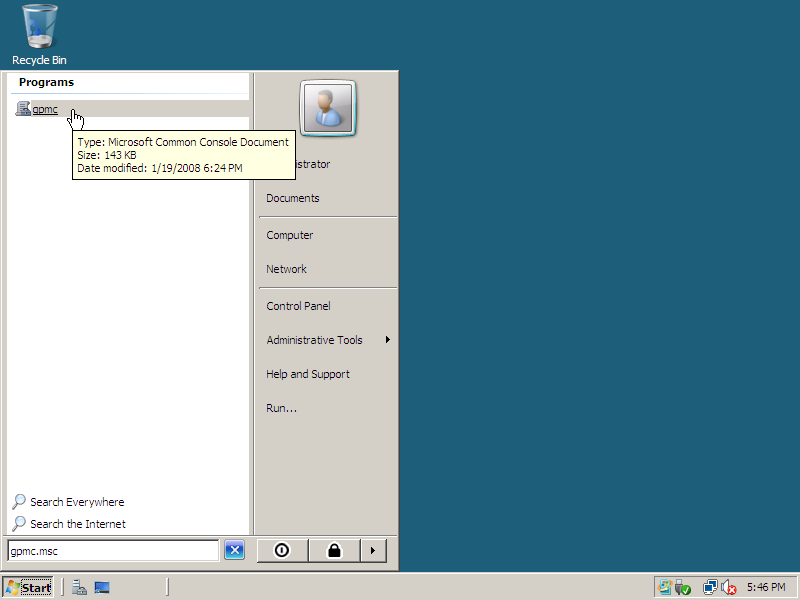 Recycle Bin
Programs
gpmc
Type: Microsoft Common Console Document
Size: 143 KB
Date modified: 1/19/2008 6:24 PM
istrator
Documents
Computer
Network
Control Panel
Administrative Tools
Help and Support
Run...
Search Everywhere
Search the Internet
gpmc.msc
Start
5:46 PM